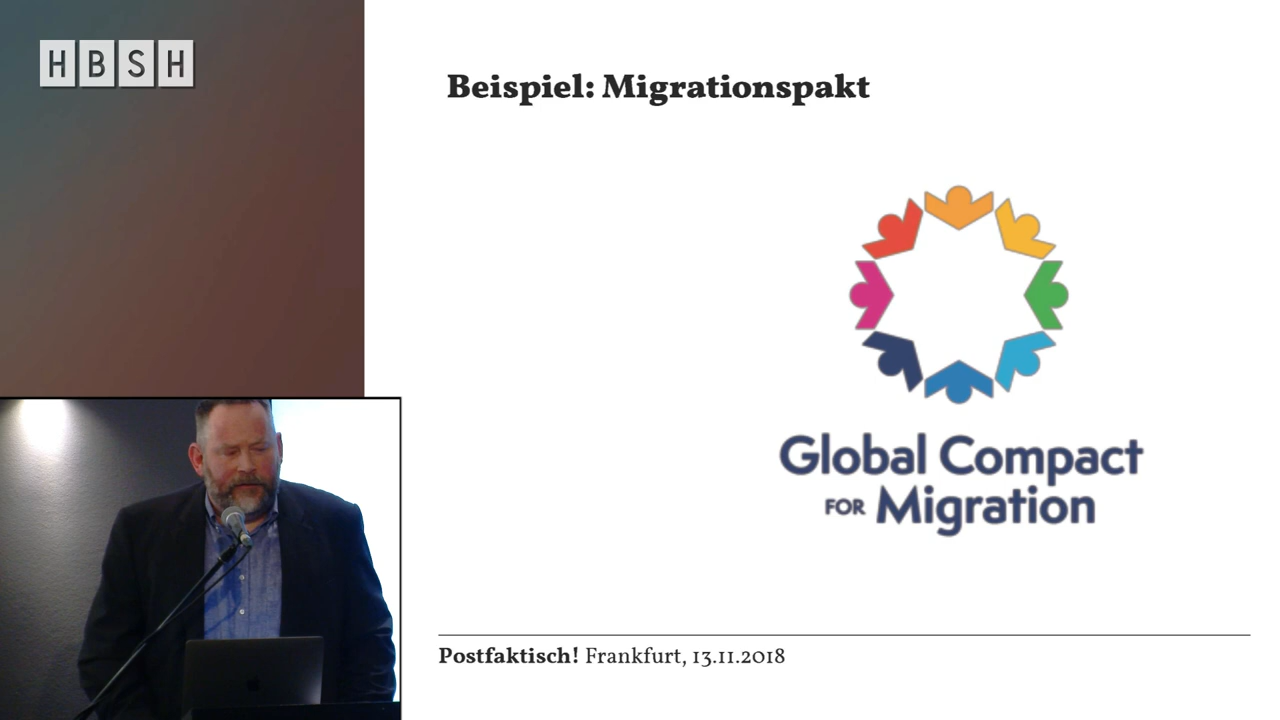 HBSH
Beispiel: Migrationspakt
Global Compact
FOR Migration
Postfaktisch! Frankfurt, 13.11.2018